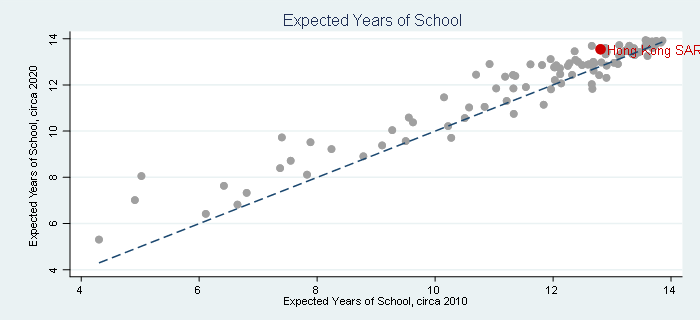 Expected Years of School
Expected Years of School, circa 2020
14
12
10
8
6
4
Hong Kong SAR
4 6 8 10 12 14
Expected Years of School, circa 2010